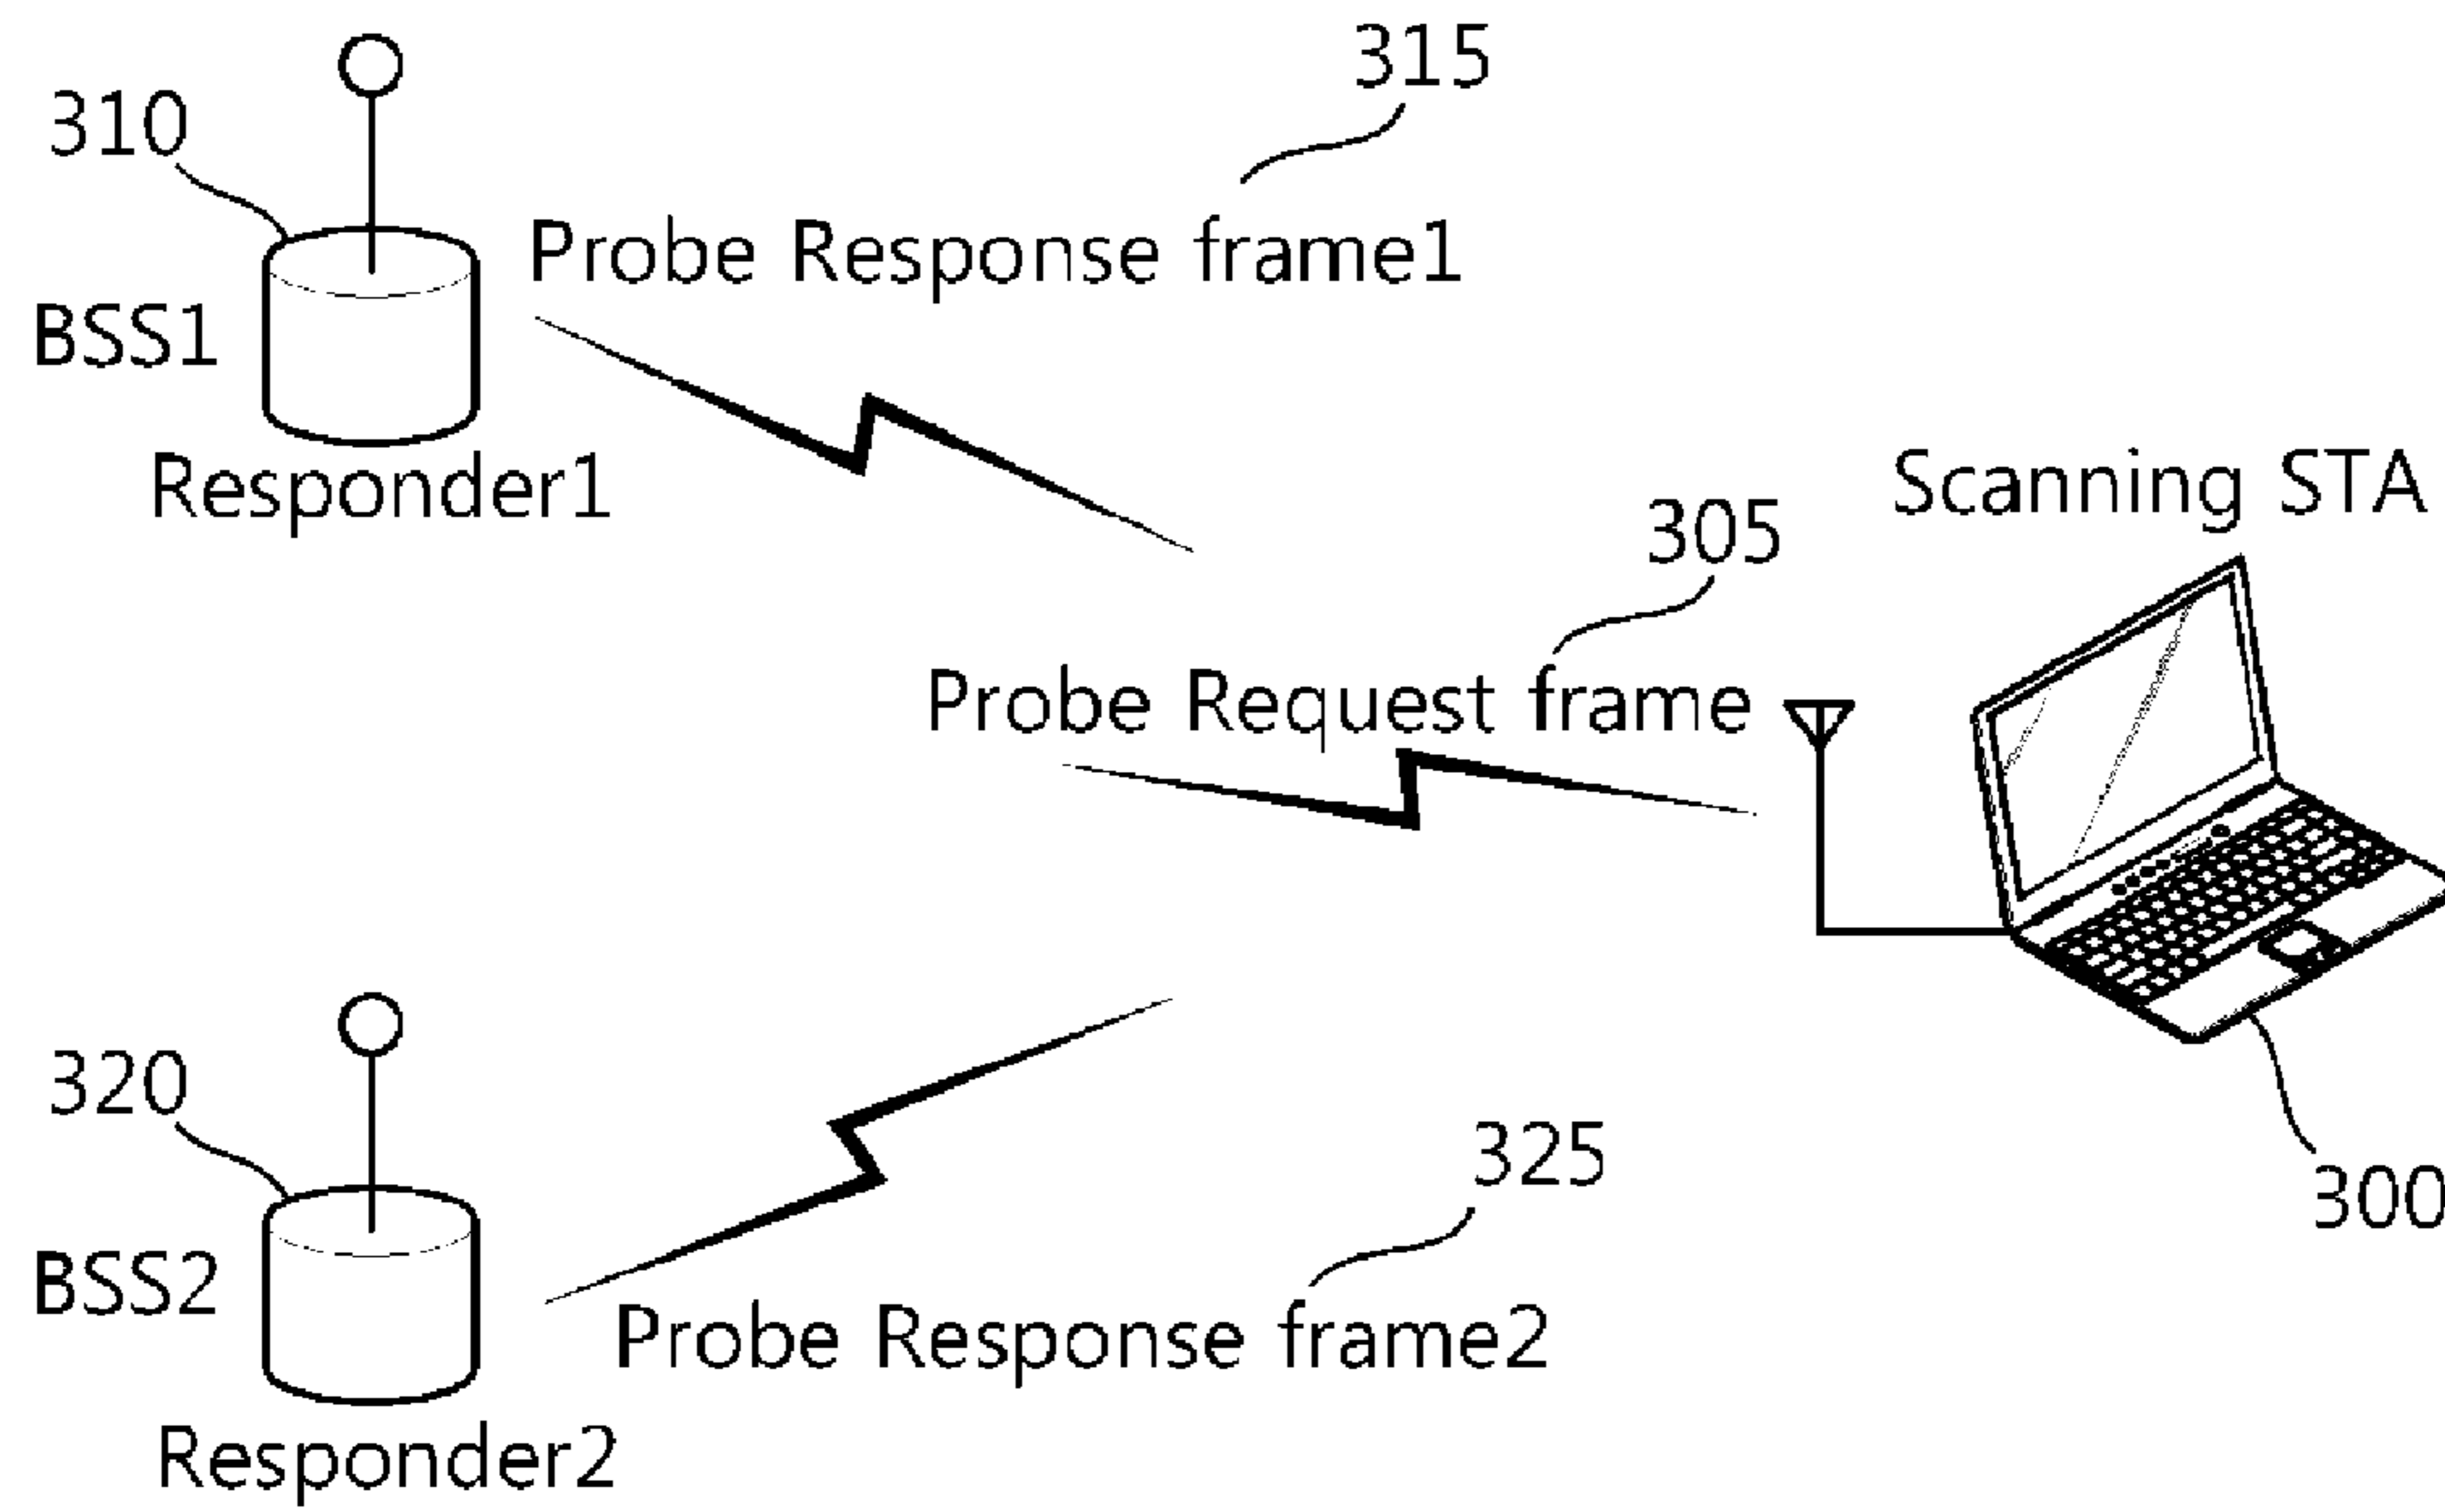 315
310
Probe Response frame1
BSS1
Responder1
Scanning STA
305
Probe Request frame
320
325
300
BSS2
Probe Response frame2
Responder2